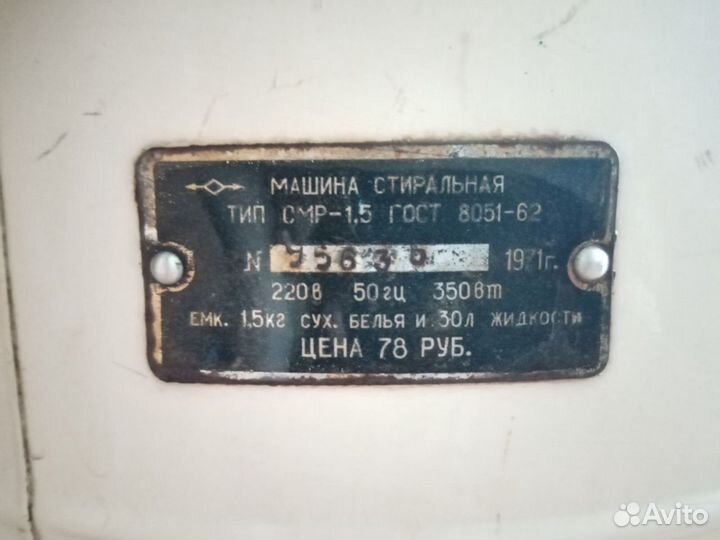 МАШИНА СТИРАЛЬНАЯ
ТИП СМР-1,5 ГОСТ 8051-62
N 1971г.
220в 50гц 350вт
ЕМК. 1,5кг СУХ. БЕЛЬЯ И 30Л ЖИДКОСТИ
ЦЕНА 78 РУБ.
Avito